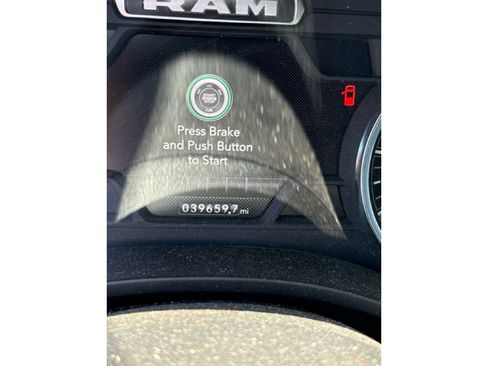 RAM
Press Brake
and Push Button
to Start
039659.7 mi